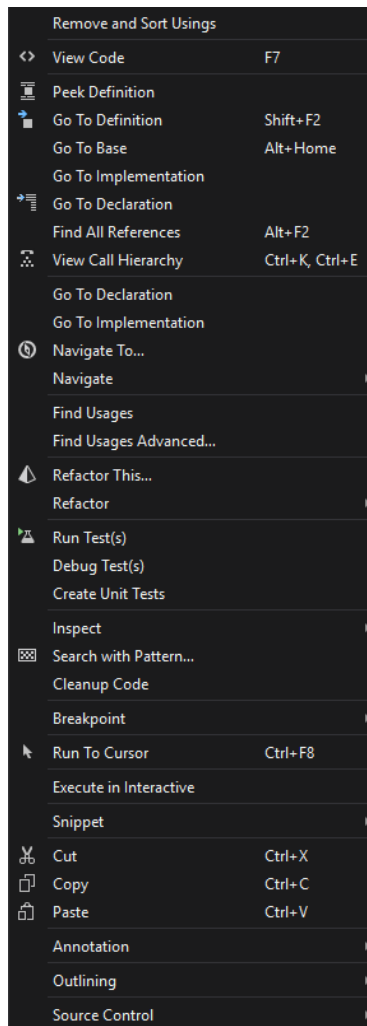 Remove and Sort Usings
View Code F7
Peek Definition
Go To Definition Shift+F2
Go To Base Alt+Home
Go To Implementation
Go To Declaration
Find All References Alt+F2
View Call Hierarchy Ctrl+K, Ctrl+E
Go To Declaration
Go To Implementation
Navigate To...
Navigate
Find Usages
Find Usages Advanced...
Refactor This...
Refactor
Run Test(s)
Debug Test(s)
Create Unit Tests
Inspect
Search with Pattern...
Cleanup Code
Breakpoint
Run To Cursor Ctrl+F8
Execute in Interactive
Snippet
Cut Ctrl+X
Copy Ctrl+C
Paste Ctrl+V
Annotation
Outlining
Source Control